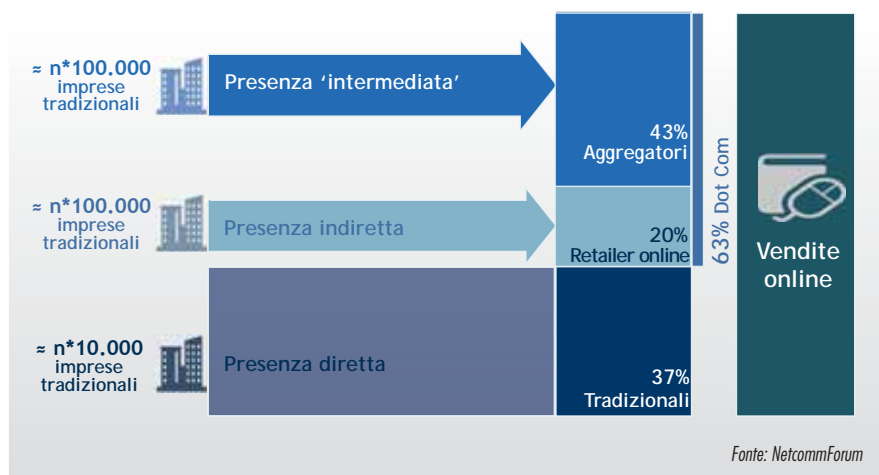 ≈ n*100.000
imprese
tradizionali
Presenza 'intermediata'
43%
Aggregatori
≈ n*100.000
imprese
tradizionali
Presenza indiretta
20%
Retailer online
63% Dot Com
≈ n*10.000
imprese
tradizionali
Presenza diretta
37%
Tradizionali
Vendite
online
Fonte: NetcommForum